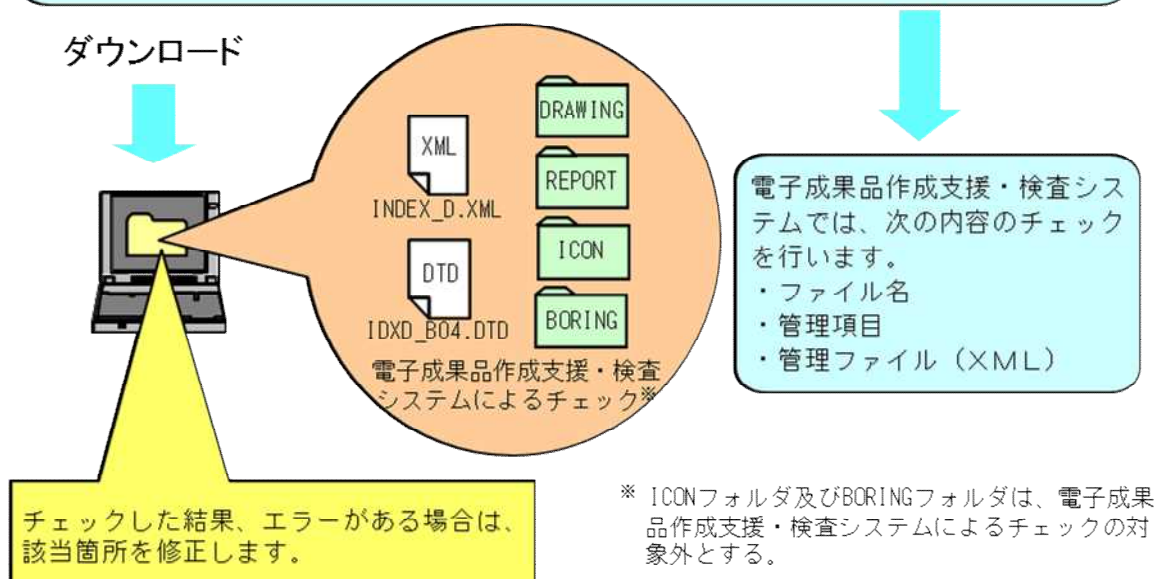 ダウンロード
DRAWING
XML
INDEX_D.XML
REPORT
ICON
DTD
IDXD_B04.DTD
BORING
電子成果品作成支援・検査
システムによるチェック※
電子成果品作成支援・検査シス
テムでは、次の内容のチェック
を行います。
・ファイル名
・管理項目
・管理ファイル（ＸＭＬ）
チェックした結果、エラーがある場合は、
該当箇所を修正します。
※ ICONフォルダ及びBORINGフォルダは、電子成果
品作成支援・検査システムによるチェックの対
象外とする。